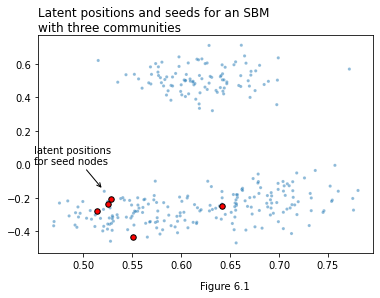 Latent positions and seeds for an SBM
with three communities
0.6
0.4
0.2
0.0
−0.2
−0.4
latent positions
for seed nodes
0.50
0.55
0.60
0.65
0.70
0.75
Figure 6.1